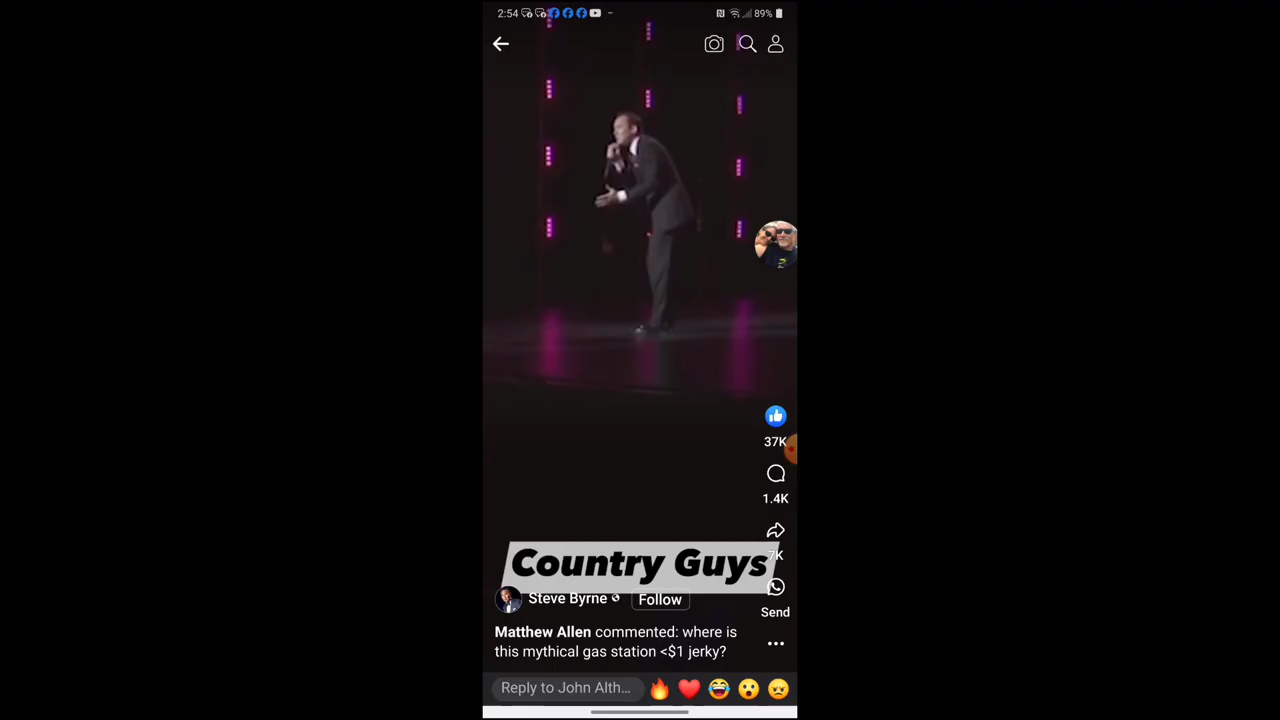 2:54
89%
37K
1.4K
7K
Country Guys
Steve Byrne
Follow
Send
Matthew Allen commented: where is
this mythical gas station <$1 jerky?
Reply to John Alth...